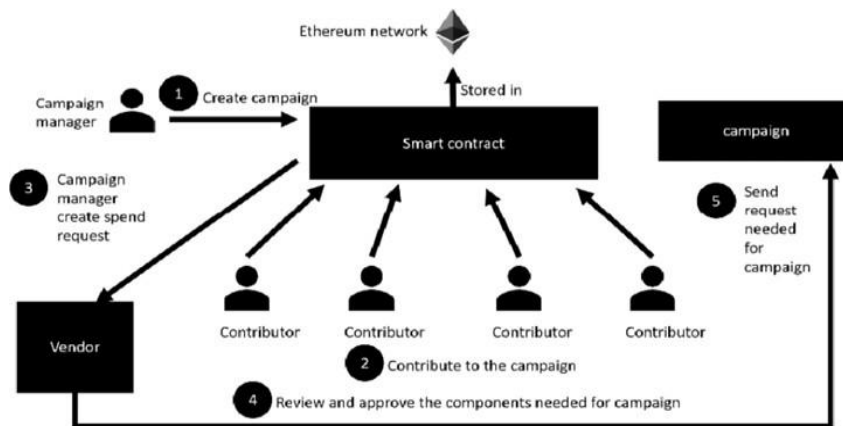 Ethereum network
Stored in
1
Create campaign
Campaign
manager
Smart contract
campaign
3
Campaign
manager
create spend
request
5
Send
request
needed
for
campaign
Vendor
Contributor
Contributor
Contributor
Contributor
2
Contribute to the campaign
4
Review and approve the components needed for campaign